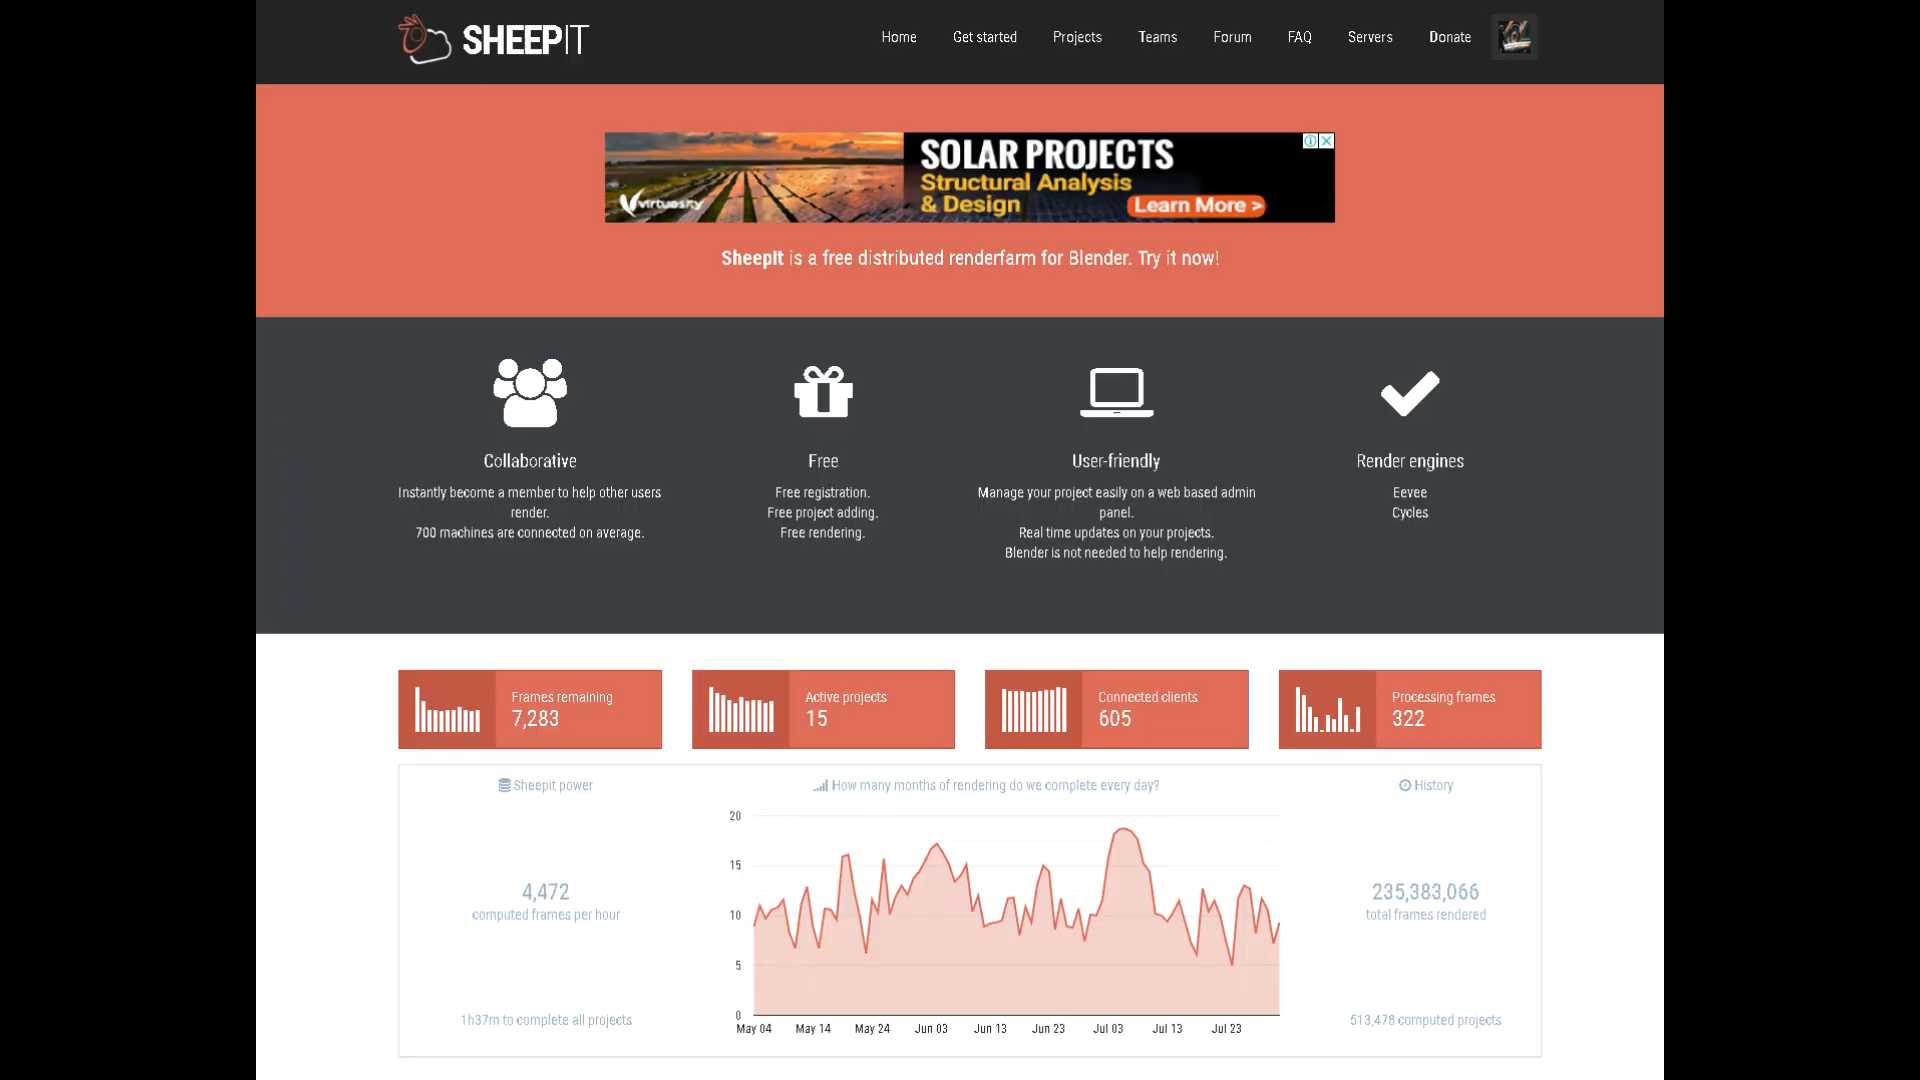 SHEEPIT
Home Get started Projects Teams Forum FAQ Servers Donate
SOLAR PROJECTS
Structural Analysis
& Design
Learn More >
virtuosity
SheepIt is a free distributed renderfarm for Blender. Try it now!
Collaborative
Instantly become a member to help other users
render.
700 machines are connected on average.
Free
Free registration.
Free project adding.
Free rendering.
User-friendly
Manage your project easily on a web based admin
panel.
Real time updates on your projects.
Blender is not needed to help rendering.
Render engines
Eevee
Cycles
Frames remaining
7,283
Active projects
15
Connected clients
605
Processing frames
322
Sheepit power
4,472
computed frames per hour
1h37m to complete all projects
How many months of rendering do we complete every day?
20
15
10
5
0
May 04 May 14 May 24 Jun 03 Jun 13 Jun 23 Jul 03 Jul 13 Jul 23
History
235,383,066
total frames rendered
513,478 computed projects